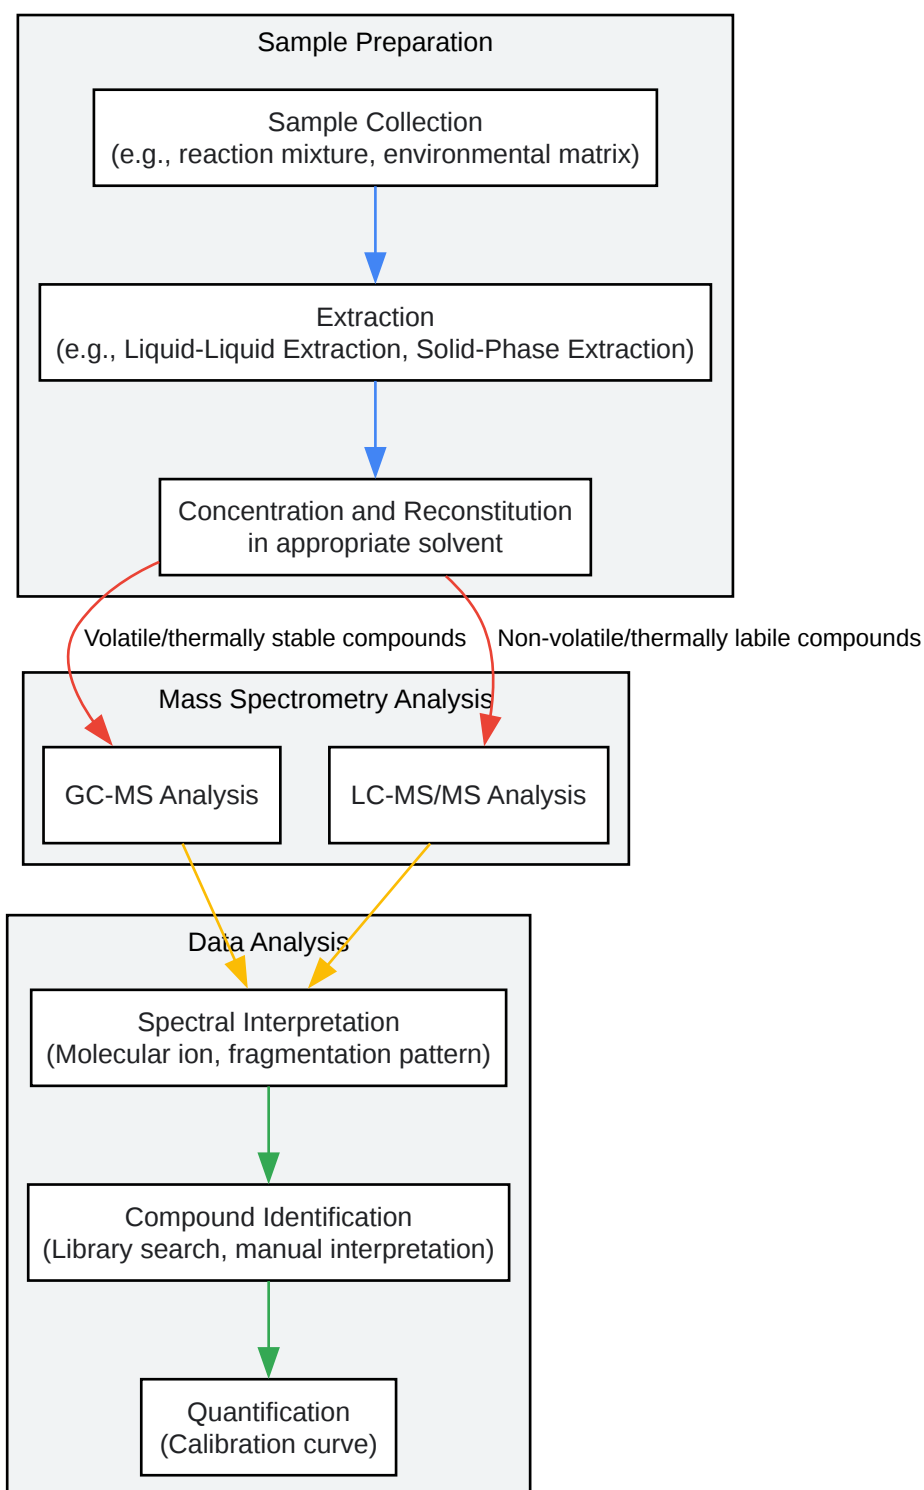 Sample Preparation
Sample Collection
(e.g., reaction mixture, environmental matrix)
Extraction
(e.g., Liquid-Liquid Extraction, Solid-Phase Extraction)
Concentration and Reconstitution
in appropriate solvent
Volatile/thermally stable compounds
Non-volatile/thermally labile compounds
Mass Spectrometry Analysis
GC-MS Analysis
LC-MS/MS Analysis
Data Analysis
Spectral Interpretation
(Molecular ion, fragmentation pattern)
Compound Identification
(Library search, manual interpretation)
Quantification
(Calibration curve)